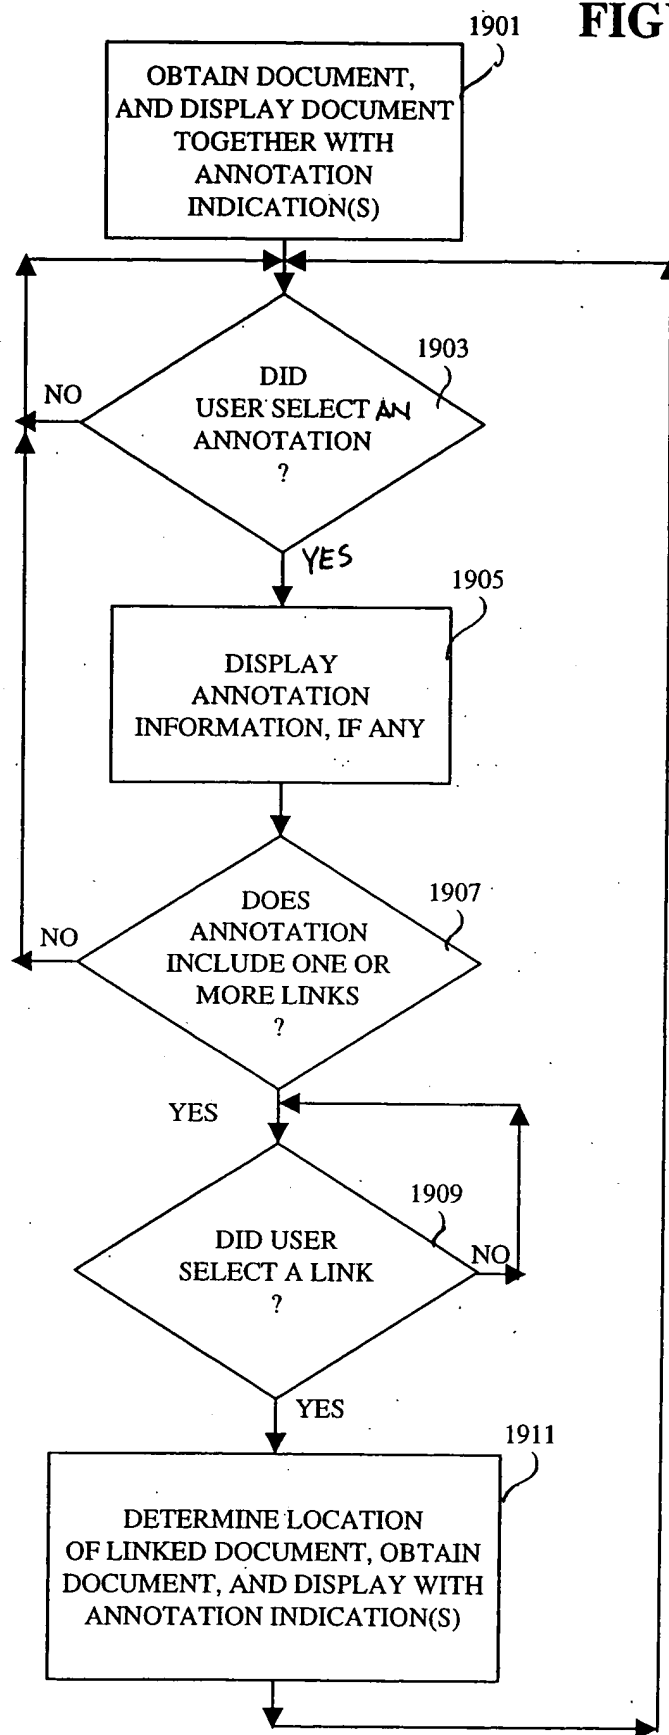 FIG
1901
OBTAIN DOCUMENT,
AND DISPLAY DOCUMENT
TOGETHER WITH
ANNOTATION
INDICATION(S)
1903
DID
USER SELECT AN
ANNOTATION
?
NO
YES
1905
DISPLAY
ANNOTATION
INFORMATION, IF ANY
1907
DOES
ANNOTATION
INCLUDE ONE OR
MORE LINKS
?
NO
YES
1909
DID USER
SELECT A LINK
?
NO
YES
1911
DETERMINE LOCATION
OF LINKED DOCUMENT, OBTAIN
DOCUMENT, AND DISPLAY WITH
ANNOTATION INDICATION(S)